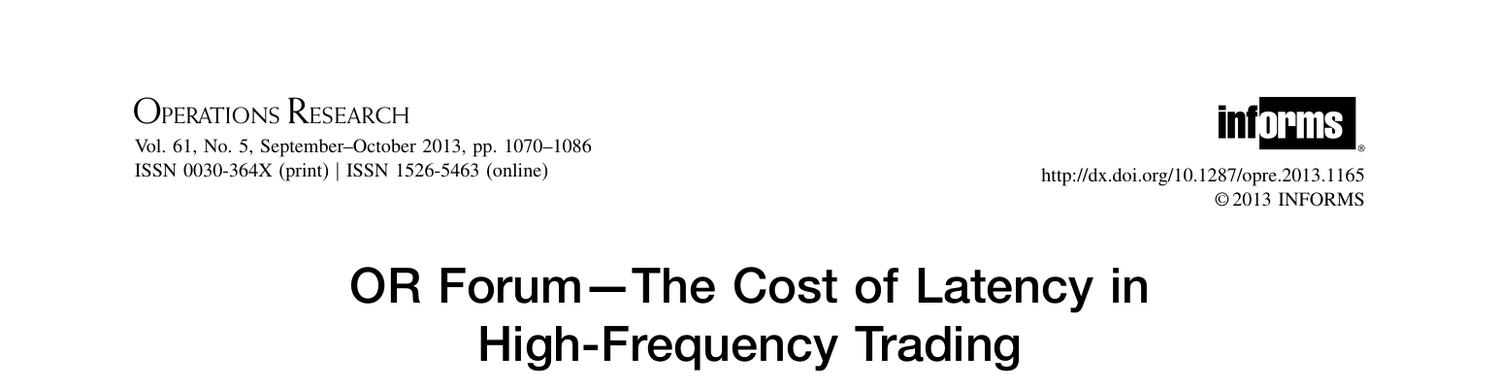 OPERATIONS RESEARCH
Vol. 61, No. 5, September–October 2013, pp. 1070–1086
ISSN 0030-364X (print) | ISSN 1526-5463 (online)
informs®
http://dx.doi.org/10.1287/opre.2013.1165
© 2013 INFORMS
OR Forum—The Cost of Latency in
High-Frequency Trading